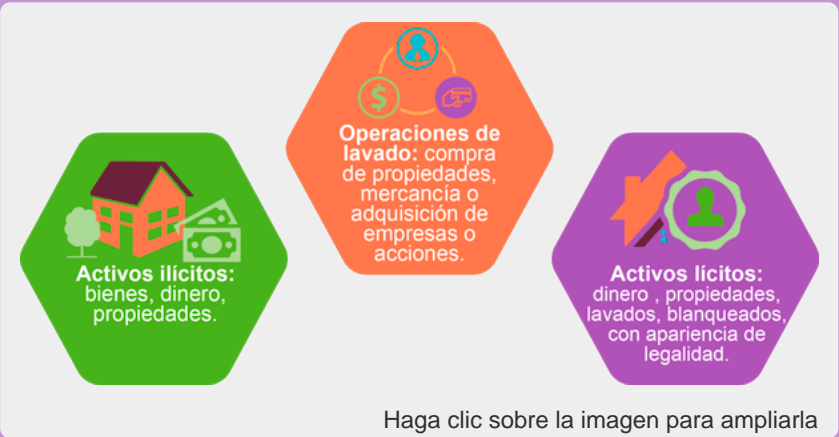 Activos ilícitos:
bienes, dinero,
propiedades.
$
Operaciones de
lavado: compra
de propiedades,
mercancía o
adquisición de
empresas o
acciones.
Activos lícitos:
dinero , propiedades,
lavados, blanqueados,
con apariencia de
legalidad.
Haga clic sobre la imagen para ampliarla